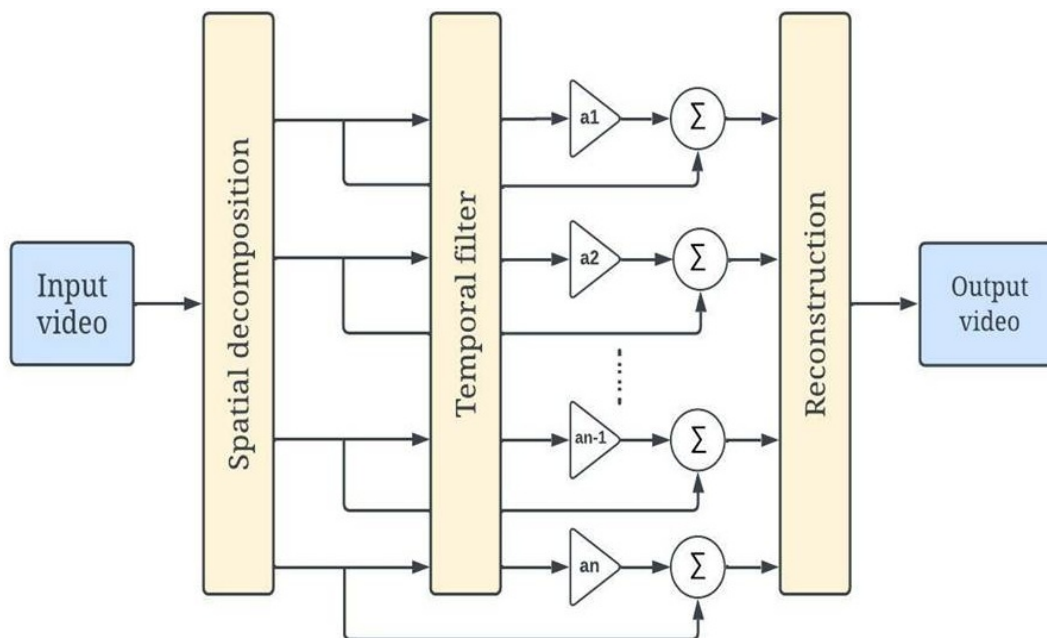 Input
video
Spatial decomposition
Temporal filter
a1
Σ
a2
Σ
an-1
Σ
an
Σ
Reconstruction
Output
video